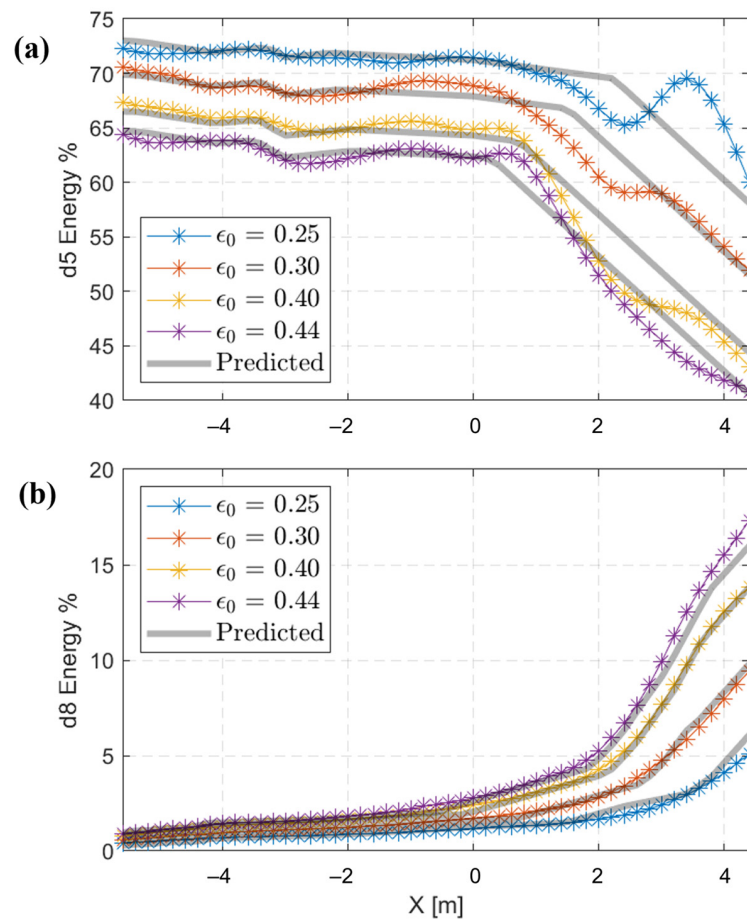 (a)
75
70
65
60
55
50
45
40
d5 Energy %
ϵ₀ = 0.25
ϵ₀ = 0.30
ϵ₀ = 0.40
ϵ₀ = 0.44
Predicted
–4 –2 0 2 4
(b)
20
15
10
5
0
d8 Energy %
ϵ₀ = 0.25
ϵ₀ = 0.30
ϵ₀ = 0.40
ϵ₀ = 0.44
Predicted
–4 –2 0 2 4
X [m]